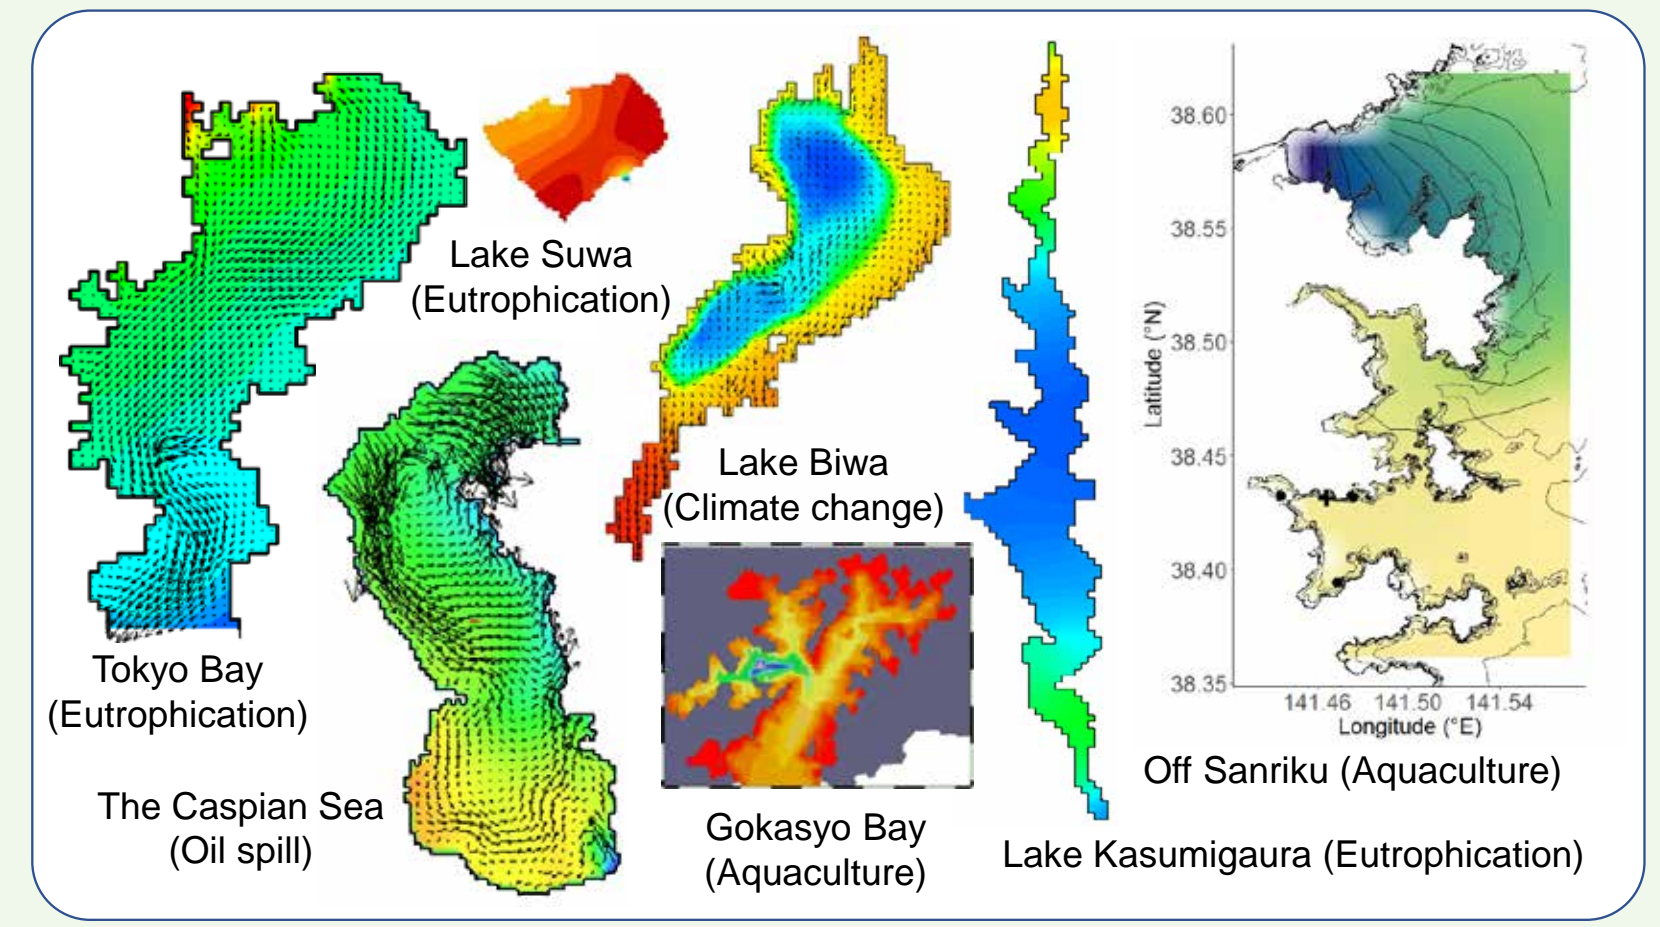 Lake Suwa
(Eutrophication)
Tokyo Bay
(Eutrophication)
The Caspian Sea
(Oil spill)
Lake Biwa
(Climate change)
Gokasyo Bay
(Aquaculture)
Lake Kasumigaura (Eutrophication)
38.60
38.55
38.50
38.45
38.40
38.35
Latitude (°N)
141.46 141.50 141.54
Longitude (°E)
Off Sanriku (Aquaculture)